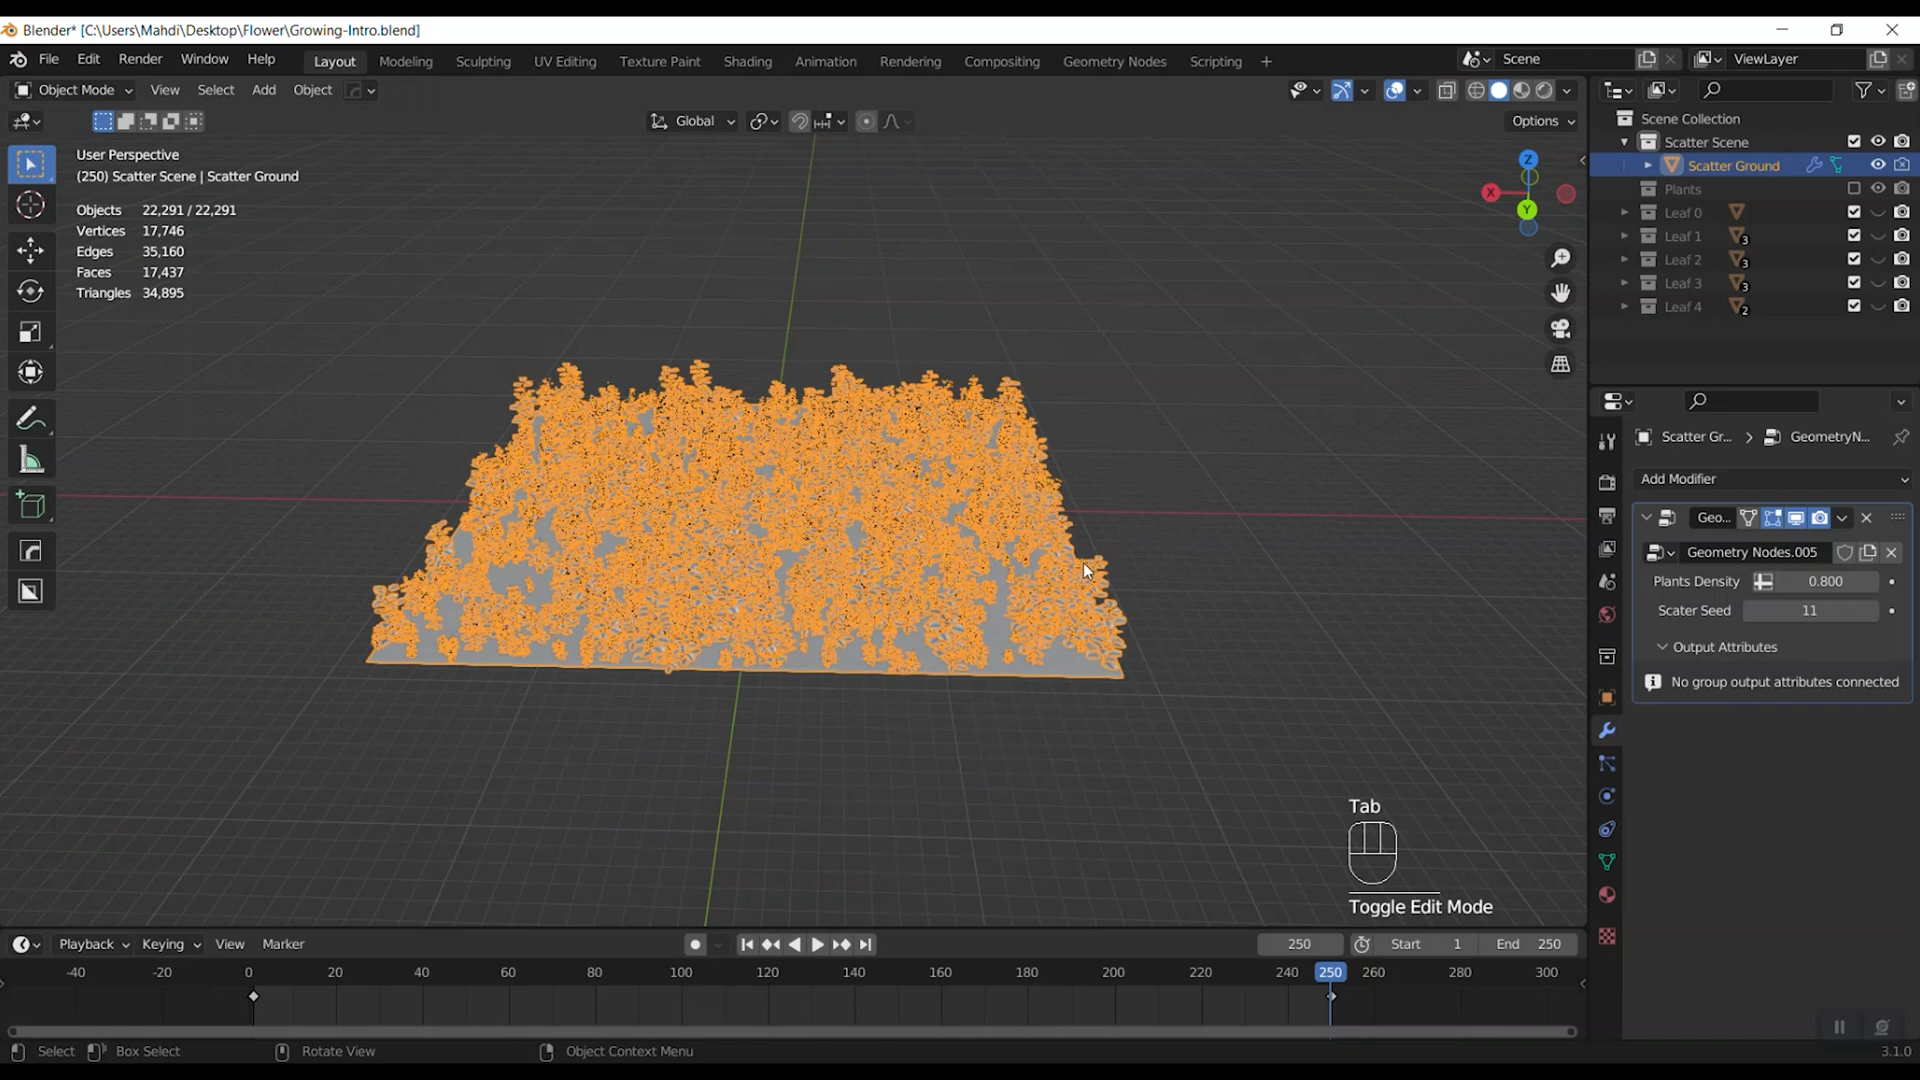 Blender* [C:\Users\Mahdi\Desktop\Flower\Growing-Intro.blend]
File Edit Render Window Help Layout Modeling Sculpting UV Editing Texture Paint Shading Animation Rendering Compositing Geometry Nodes Scripting + Scene ViewLayer
Object Mode View Select Add Object
Global Options
User Perspective
(250) Scatter Scene | Scatter Ground
Objects 22,291 / 22,291
Vertices 17,746
Edges 35,160
Faces 17,437
Triangles 34,895
Z
X
Y
Scene Collection
Scatter Scene
Scatter Ground
Plants
Leaf 0
Leaf 1 3
Leaf 2 3
Leaf 3 3
Leaf 4 2
Scatter Gr... > GeometryN...
Add Modifier
Geo...
Geometry Nodes.005
Plants Density 0.800
Scater Seed 11
Output Attributes
No group output attributes connected
Tab
Toggle Edit Mode
Playback Keying View Marker 250 Start 1 End 250
-40 -20 0 20 40 60 80 100 120 140 160 180 200 220 240 250 260 280 300
Select Box Select Rotate View Object Context Menu 3.1.0